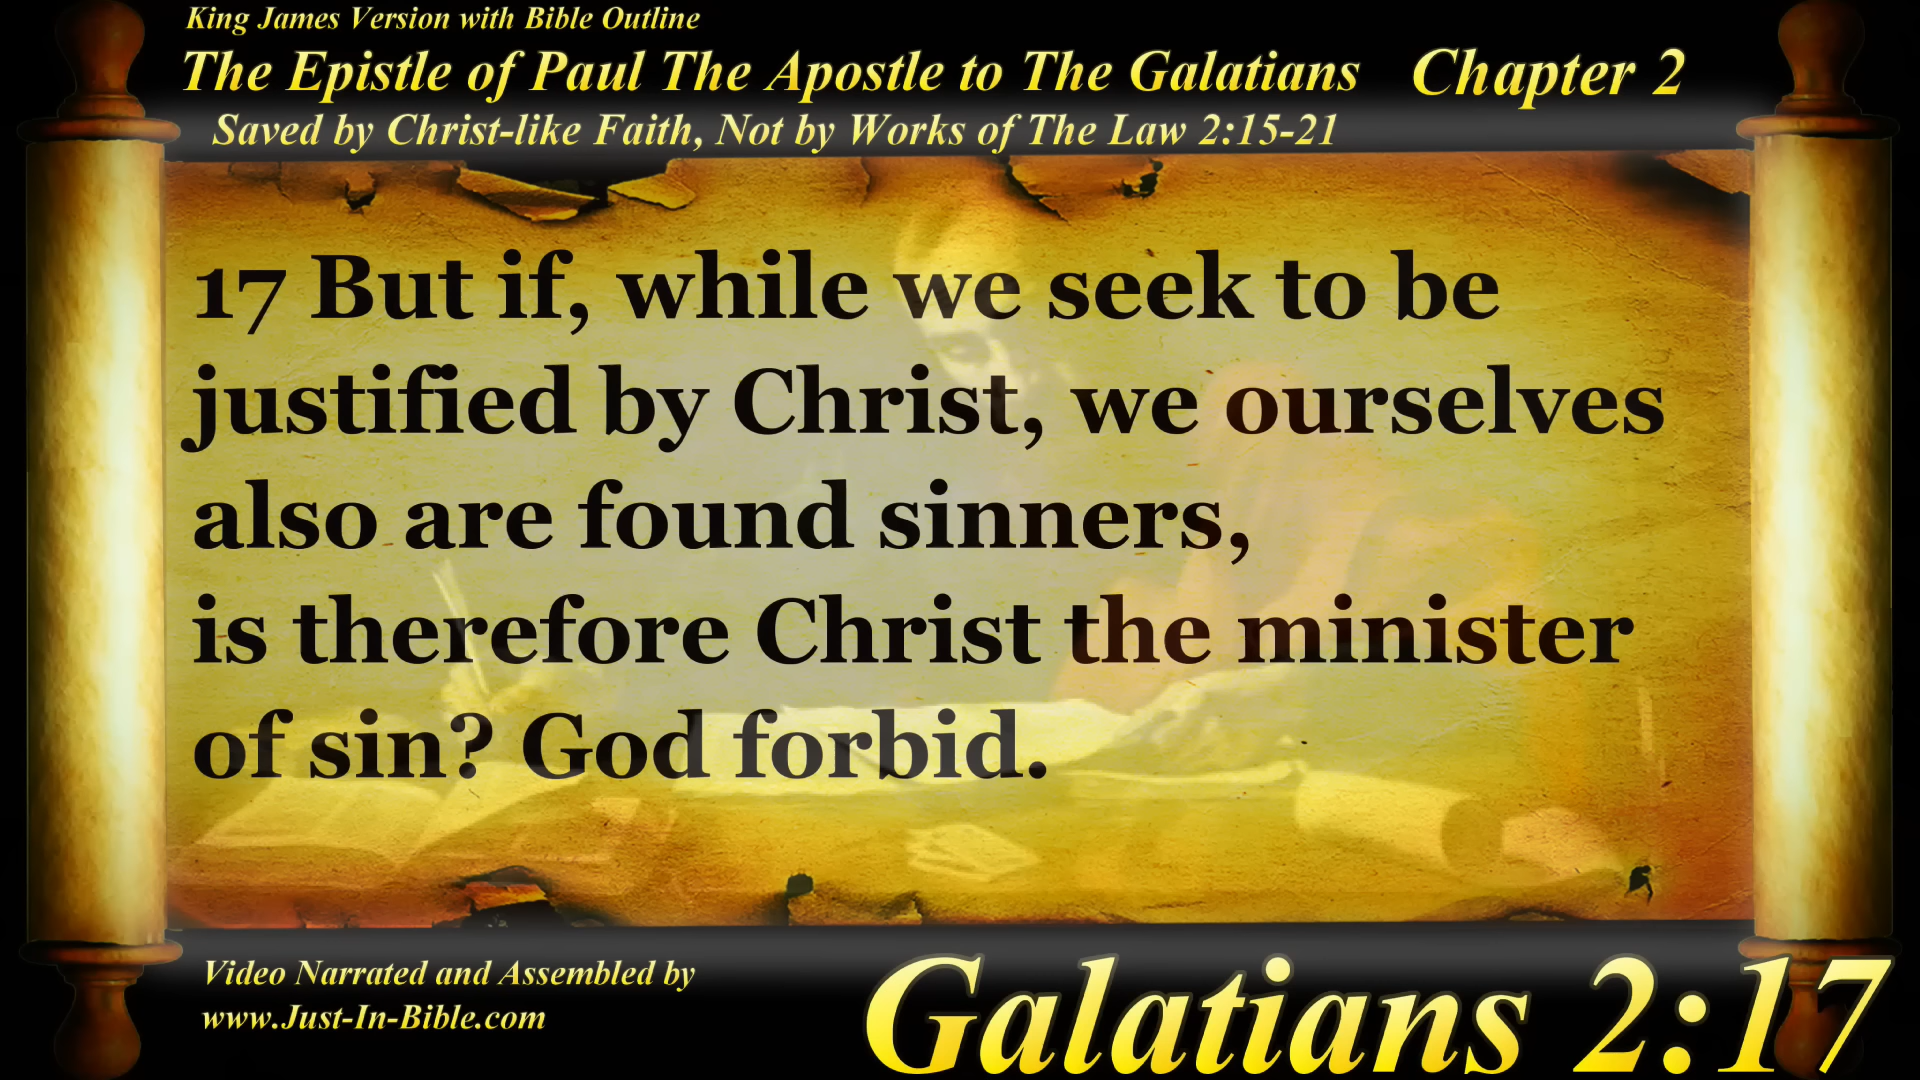 King James Version with Bible Outline
The Epistle of Paul The Apostle to The Galatians Chapter 2
Saved by Christ-like Faith, Not by Works of The Law 2:15-21
17 But if, while we seek to be
justified by Christ, we ourselves
also are found sinners,
is therefore Christ the minister
of sin? God forbid.
Video Narrated and Assembled by
www.Just-In-Bible.com
Galatians 2:17